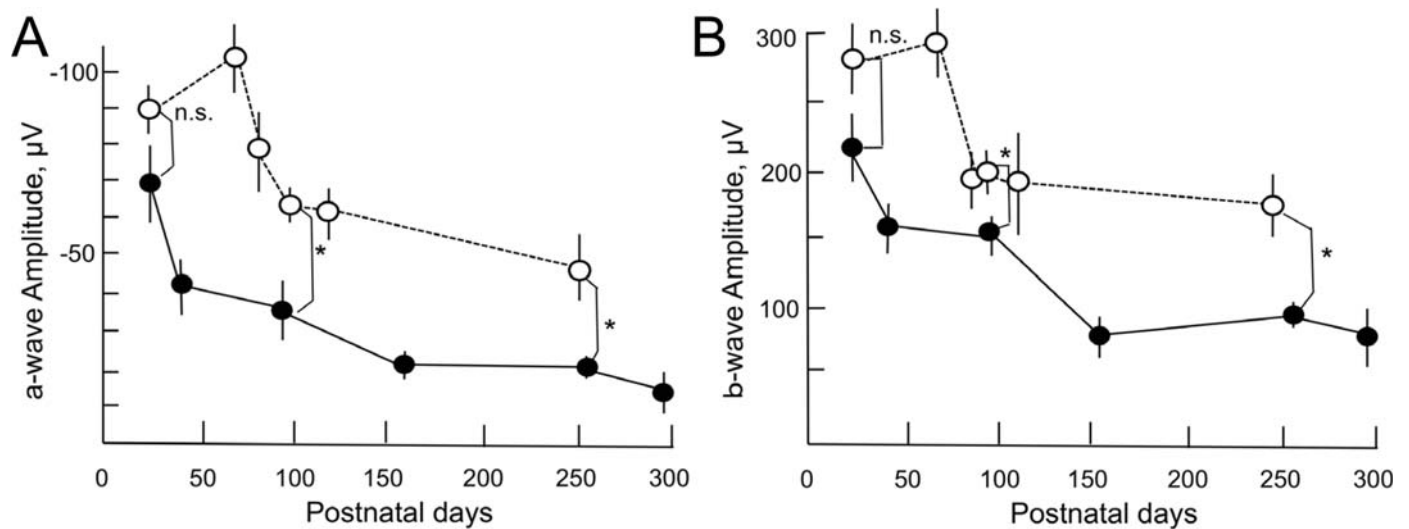 A
a-wave Amplitude, µV
-100
-50
n.s.
*
*
0 50 100 150 200 250 300
Postnatal days
B
b-wave Amplitude, µV
300
200
100
n.s.
*
*
0 50 100 150 200 250 300
Postnatal days